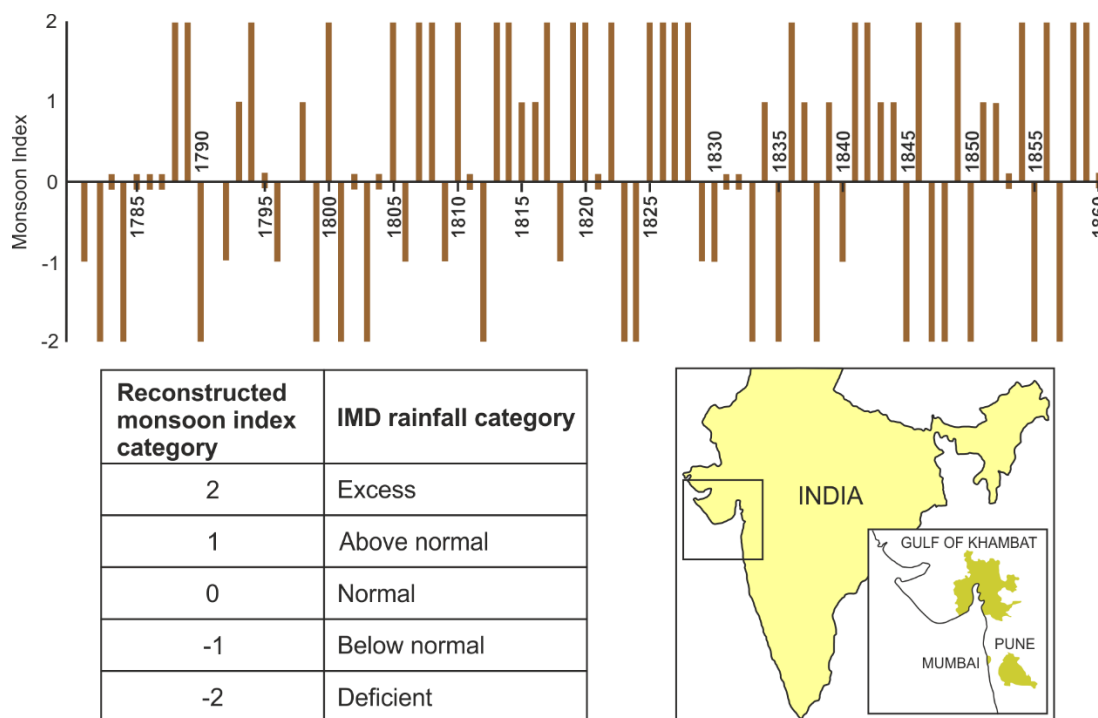 Monsoon Index
2
1
0
-1
-2
1785
1790
1795
1800
1805
1810
1815
1820
1825
1830
1835
1840
1845
1850
1855
1860
Reconstructed
monsoon index
category
IMD rainfall category
2
Excess
1
Above normal
0
Normal
-1
Below normal
-2
Deficient
INDIA
GULF OF KHAMBAT
PUNE
MUMBAI